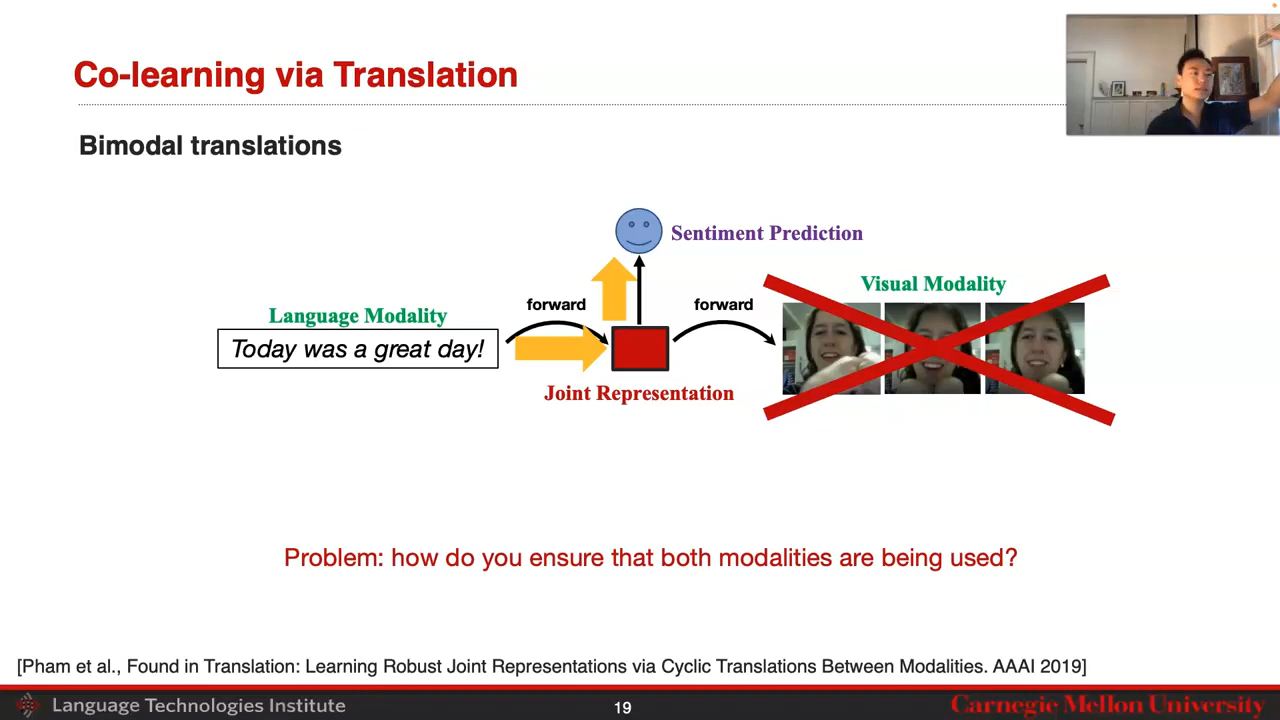 Co-learning via Translation
Bimodal translations
Sentiment Prediction
Visual Modality
forward
forward
Language Modality
Today was a great day!
Joint Representation
Problem: how do you ensure that both modalities are being used?
[Pham et al., Found in Translation: Learning Robust Joint Representations via Cyclic Translations Between Modalities. AAAI 2019]
Language Technologies Institute
19
Carnegie Mellon University